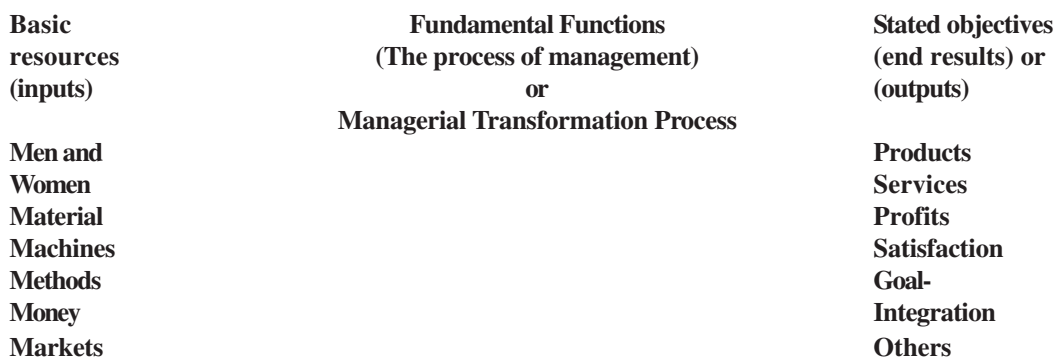 Basic Fundamental Functions Stated objectives
resources (The process of management) (end results) or
(inputs) or (outputs)
Managerial Transformation Process
Men and Products
Women Services
Material Profits
Machines Satisfaction
Methods Goal-
Money Integration
Markets Others